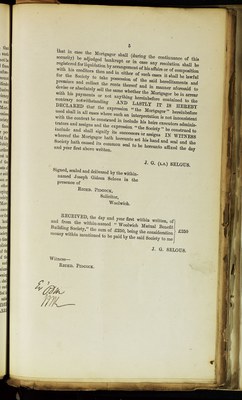 3
that in case the Mortgagor shall (during the continuance of this
security) be adjudged bankrupt or in case any resolution shall be
registered for liquidation by arrangement of his affairs or of composition
with his creditors then and in either of such cases it shall be lawful
for the Society to take possession of the said hereditaments and
premises and collect the rents thereof and in manner aforesaid to
devise or absolutely sell the same whether the Mortgagor be in arrear
with his payments or not anything hereinbefore contained to the
contrary notwithstanding AND LASTLY IT IS HEREBY
DECLARED that the expression "the Mortgagor" hereinbefore
used shall in all cases where such an interpretation is not inconsistent
with the context be construed to include his heirs executors adminis-
trators and assigns and the expression "the Society" be construed to
include and shall signify its successors or assigns IN WITNESS
whereof the Mortgagor hath hereunto set his hand and seal and the
Society hath caused its common seal to be hereunto affixed the day
and year first above written.
J. G. (L.S.) SELOUS.
Signed, sealed and delivered by the within-
named Joseph Gideon Selous in the
presence of
Solicitor,
Woolwich.
RECEIVED, the day and year first within written, of
and from the within-named "Woolwich Mutual Benefit
Building Society," the sum of £250, being the consideration
money within mentioned to be paid by the said Society to me
£250
J. G. SELOUS.
Witness—